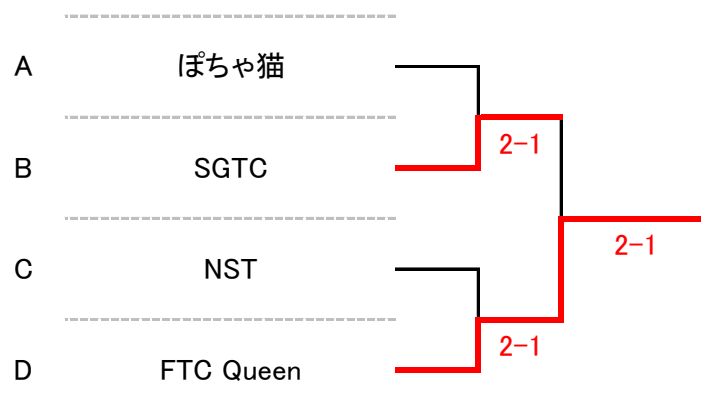 A ぽちゃ猫
2-1
B SGTC
2-1
C NST
2-1
D FTC Queen